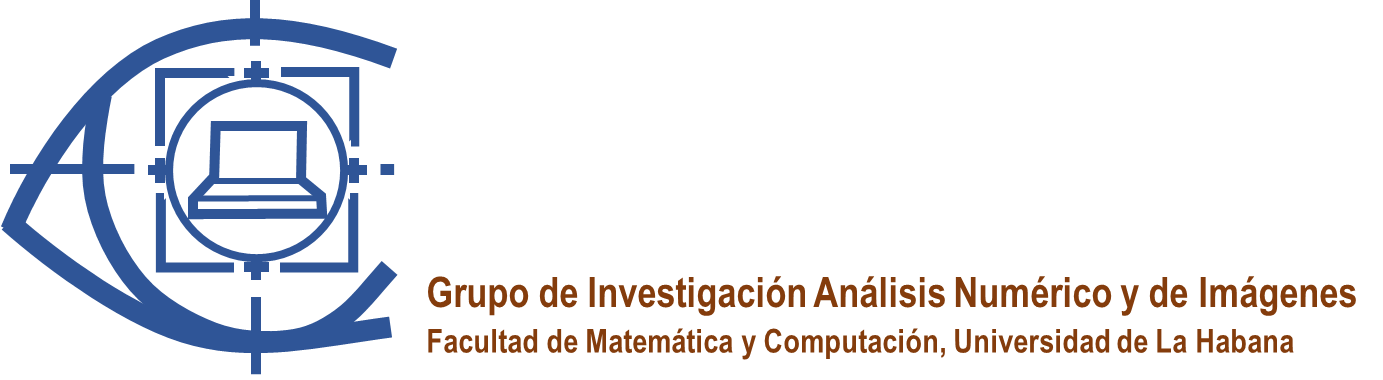 Grupo de Investigación Análisis Numérico y de Imágenes
Facultad de Matemática y Computación, Universidad de La Habana